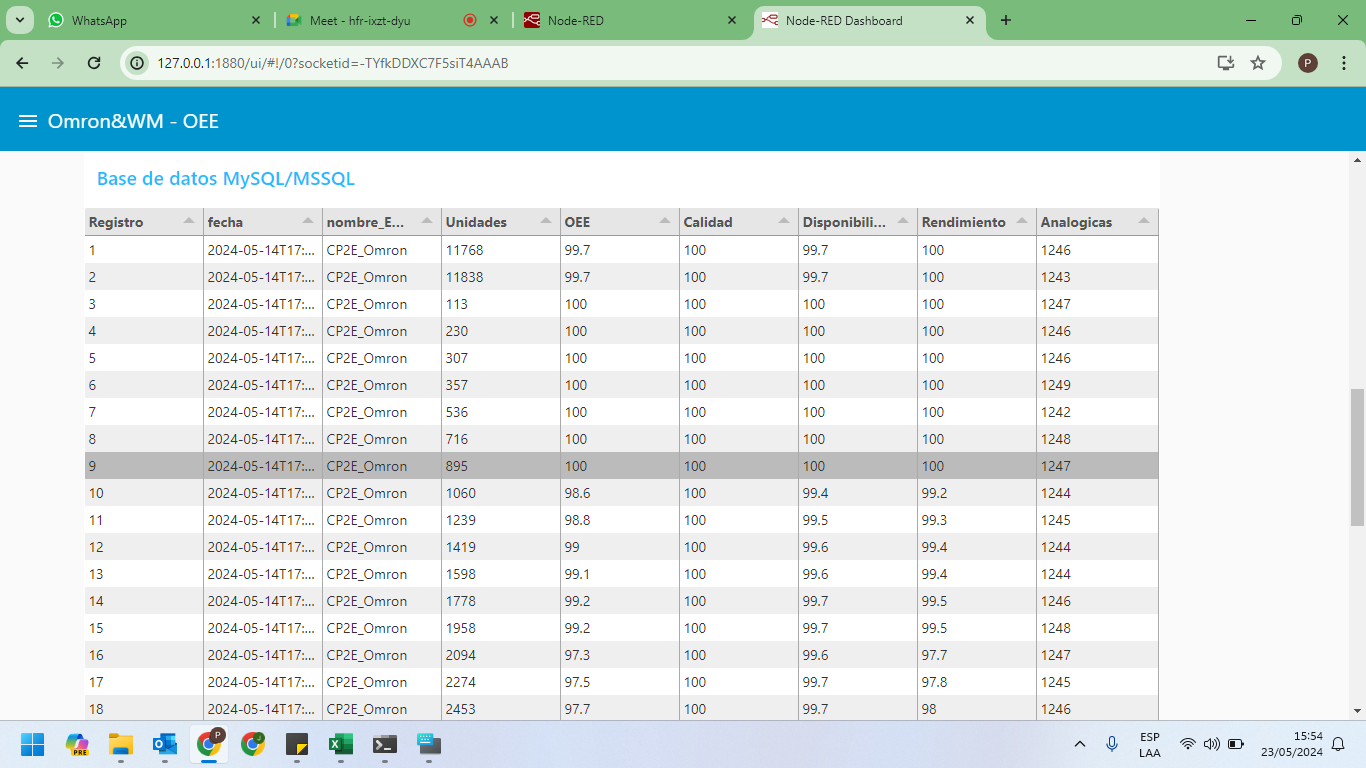 WhatsApp
Meet - hfr-ixzt-dyu
Node-RED
Node-RED Dashboard
127.0.0.1:1880/ui/#!/0?socketid=-TYfkDDXC7F5siT4AAAB
P
Omron&WM - OEE
Base de datos MySQL/MSSQL
Registro fecha nombre_E... Unidades OEE Calidad Disponibili... Rendimiento Analogicas
1 2024-05-14T17:... CP2E_Omron 11768 99.7 100 99.7 100 1246
2 2024-05-14T17:... CP2E_Omron 11838 99.7 100 99.7 100 1243
3 2024-05-14T17:... CP2E_Omron 113 100 100 100 100 1247
4 2024-05-14T17:... CP2E_Omron 230 100 100 100 100 1246
5 2024-05-14T17:... CP2E_Omron 307 100 100 100 100 1246
6 2024-05-14T17:... CP2E_Omron 357 100 100 100 100 1249
7 2024-05-14T17:... CP2E_Omron 536 100 100 100 100 1242
8 2024-05-14T17:... CP2E_Omron 716 100 100 100 100 1248
9 2024-05-14T17:... CP2E_Omron 895 100 100 100 100 1247
10 2024-05-14T17:... CP2E_Omron 1060 98.6 100 99.4 99.2 1244
11 2024-05-14T17:... CP2E_Omron 1239 98.8 100 99.5 99.3 1245
12 2024-05-14T17:... CP2E_Omron 1419 99 100 99.6 99.4 1244
13 2024-05-14T17:... CP2E_Omron 1598 99.1 100 99.6 99.4 1244
14 2024-05-14T17:... CP2E_Omron 1778 99.2 100 99.7 99.5 1246
15 2024-05-14T17:... CP2E_Omron 1958 99.2 100 99.7 99.5 1248
16 2024-05-14T17:... CP2E_Omron 2094 97.3 100 99.6 97.7 1247
17 2024-05-14T17:... CP2E_Omron 2274 97.5 100 99.7 97.8 1245
18 2024-05-14T17:... CP2E_Omron 2453 97.7 100 99.7 98 1246
PRE
P
ESP
LAA
15:54
23/05/2024